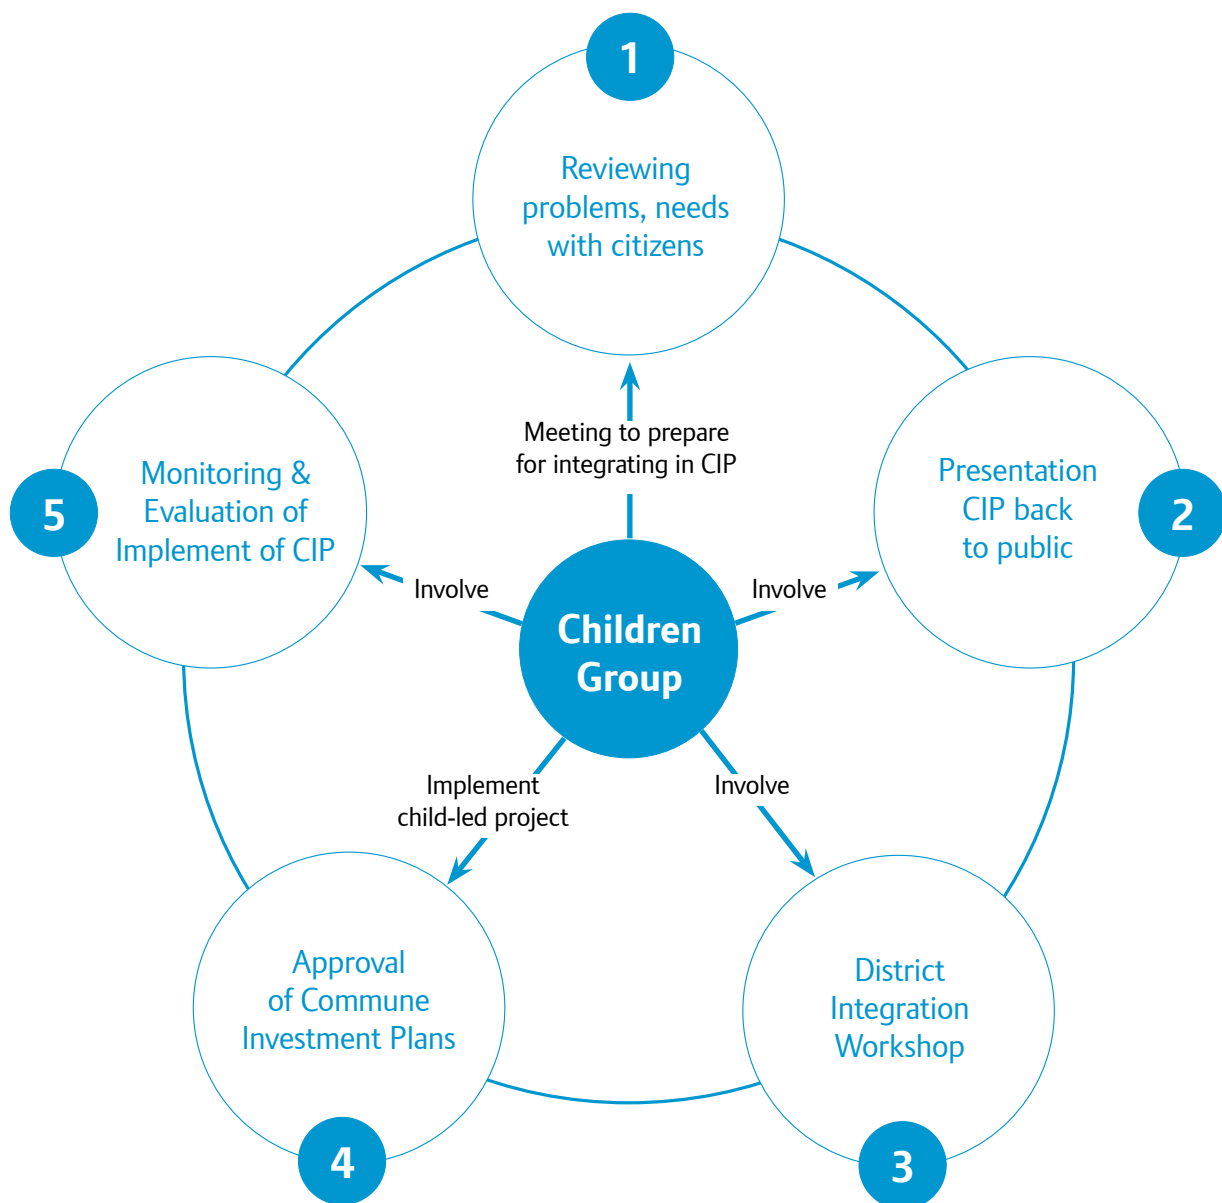 1
Reviewing
problems, needs
with citizens
Meeting to prepare
for integrating in CIP
Presentation
CIP back
to public
2
Monitoring &
Evaluation of
Implement of CIP
5
Involve
Involve
Children
Group
Implement
child-led project
Involve
Approval
of Commune
Investment Plans
4
District
Integration
Workshop
3